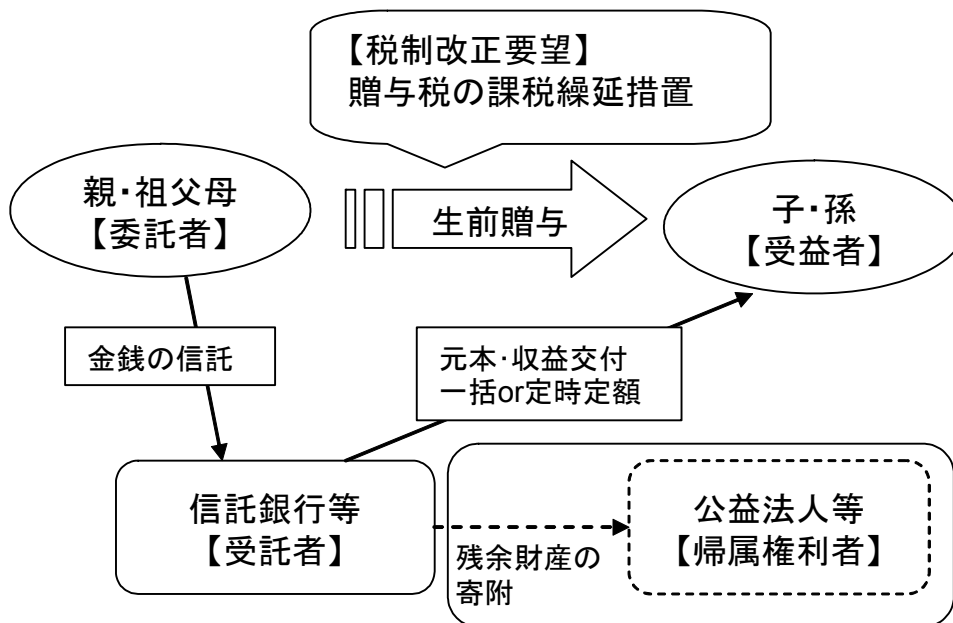 【税制改正要望】
贈与税の課税繰延措置
親・祖父母
【委託者】
生前贈与
子・孫
【受益者】
金銭の信託
元本・収益交付
一括or定時定額
信託銀行等
【受託者】
残余財産の
寄附
公益法人等
【帰属権利者】